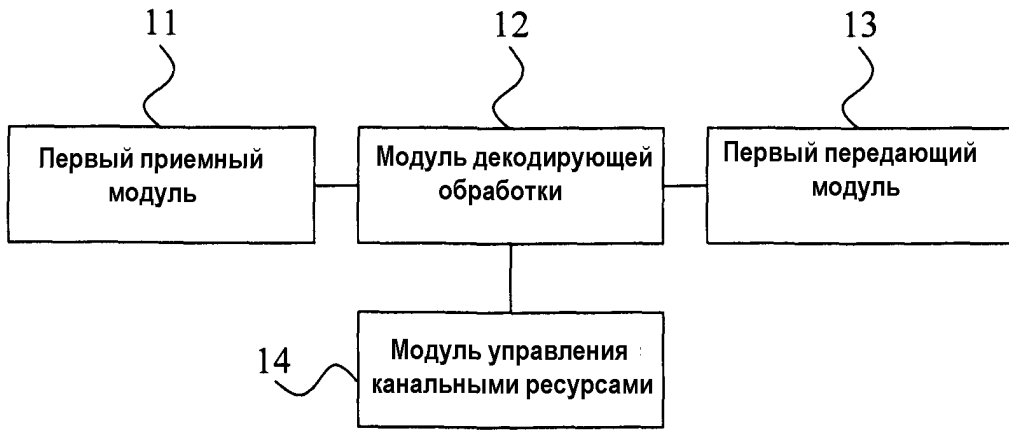 11
12
13
Первый приемный
модуль
Модуль декодирующей
обработки
Первый передающий
модуль
14
Модуль управления
канальными ресурсами